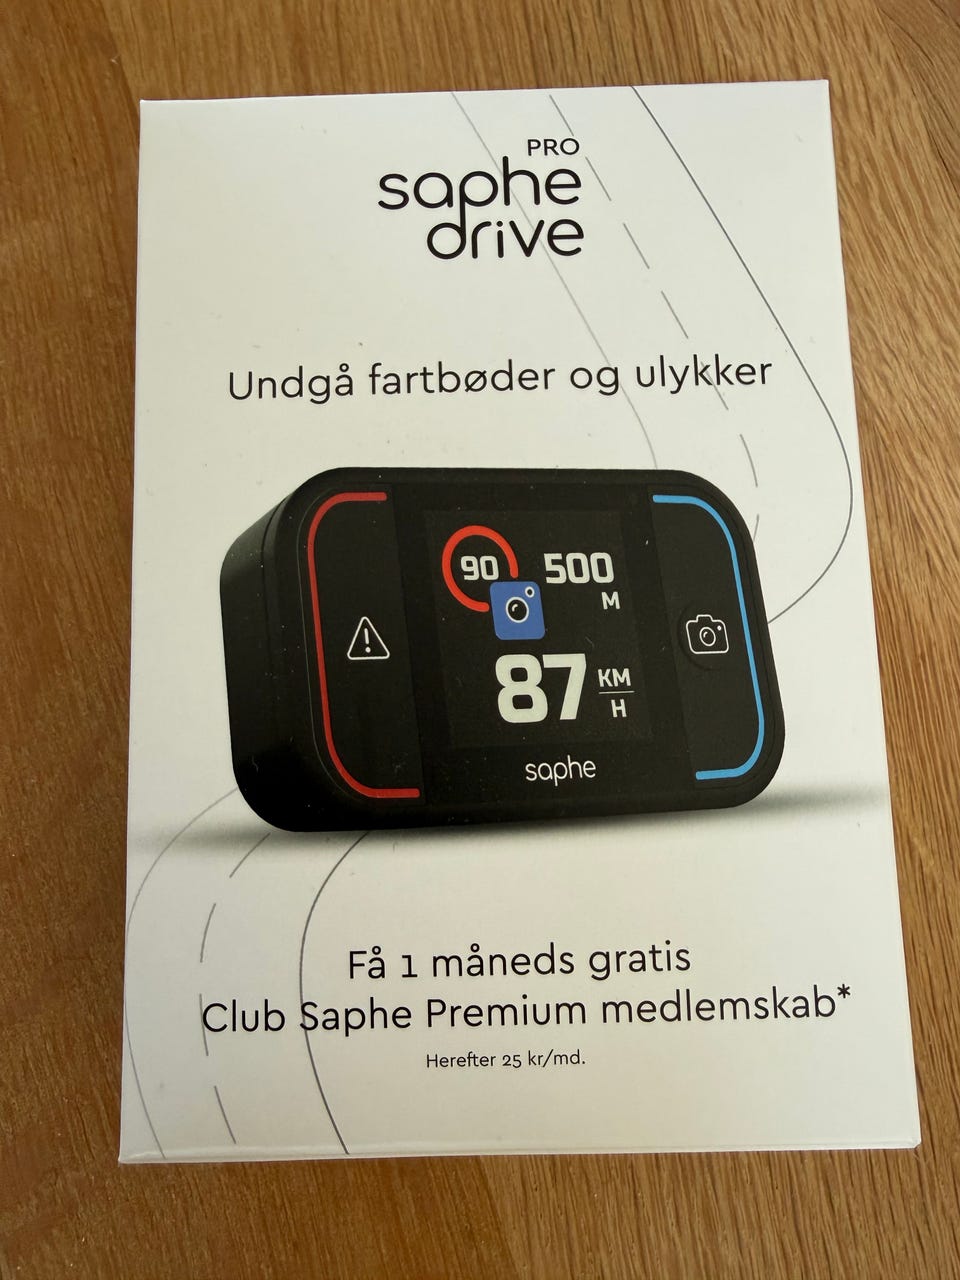 PRO
saphe
drive
Undgå fartbøder og ulykker
90 500
M
87 KM
H
saphe
Få 1 måneds gratis
Club Saphe Premium medlemskab*
Herefter 25 kr/md.